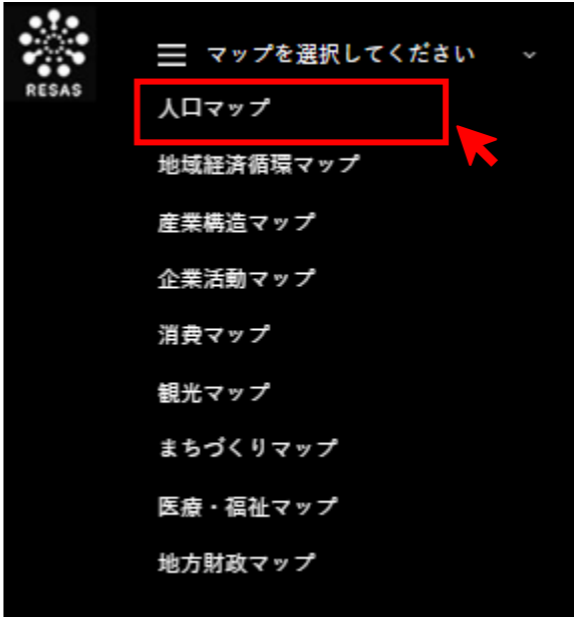 RESAS
マップを選択してください
人口マップ
地域経済循環マップ
産業構造マップ
企業活動マップ
消費マップ
観光マップ
まちづくりマップ
医療・福祉マップ
地方財政マップ